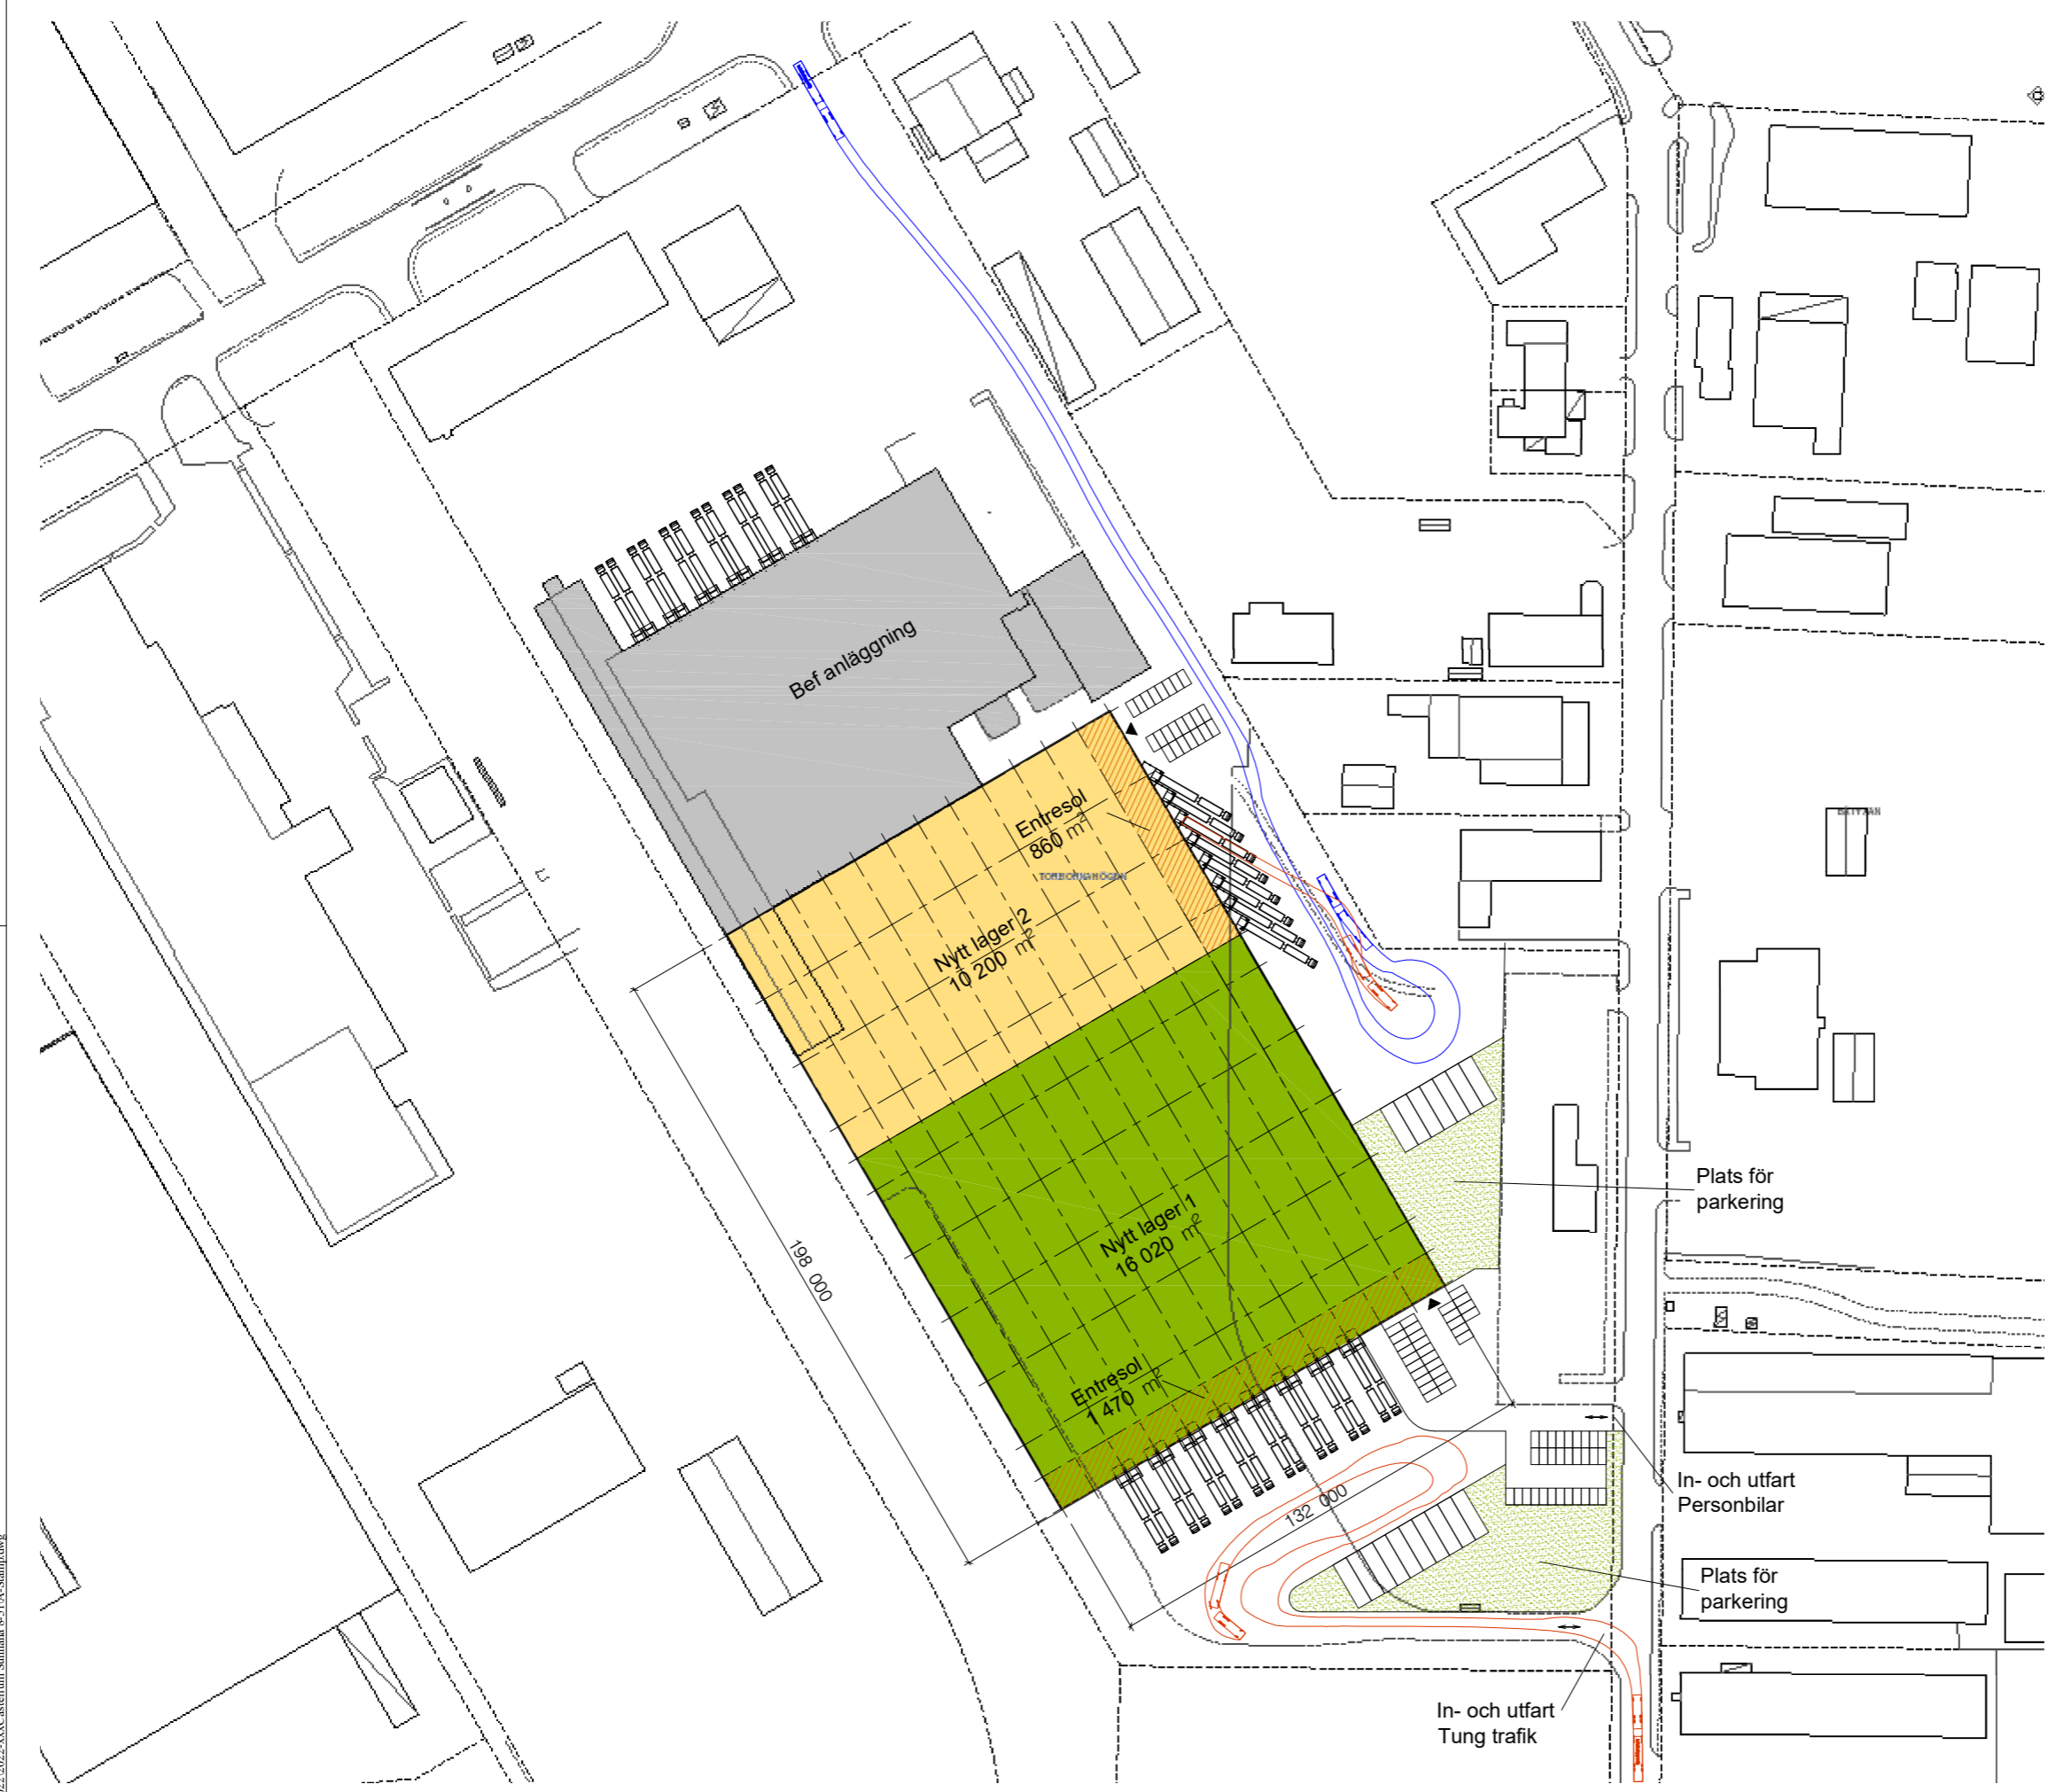 Bef anläggning
Entresol
860 m²
TORBORNAHÖGEN
Nytt lager 2
10 200 m²
Nytt lager 1
16 020 m²
198 000
Entresol
1 470 m²
132 000
Plats för
parkering
In- och utfart
Personbilar
Plats för
parkering
In- och utfart
Tung trafik